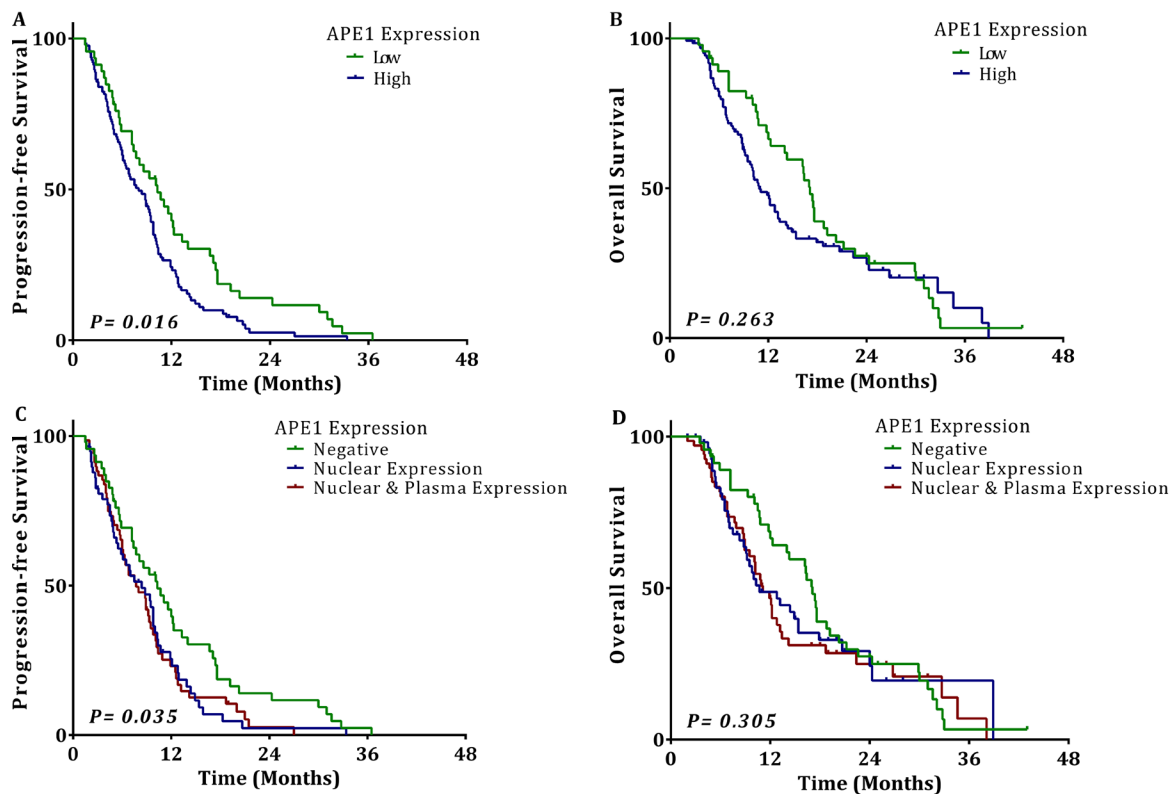 A
Progression-free Survival
APE1 Expression
Low
High
100
50
0
P= 0.016
0 12 24 36 48
Time (Months)
B
Overall Survival
APE1 Expression
Low
High
100
50
0
P= 0.263
0 12 24 36 48
Time (Months)
C
Progression-free Survival
APE1 Expression
Negative
Nuclear Expression
Nuclear & Plasma Expression
100
50
0
P= 0.035
0 12 24 36 48
Time (Months)
D
Overall Survival
APE1 Expression
Negative
Nuclear Expression
Nuclear & Plasma Expression
100
50
0
P= 0.305
0 12 24 36 48
Time (Months)